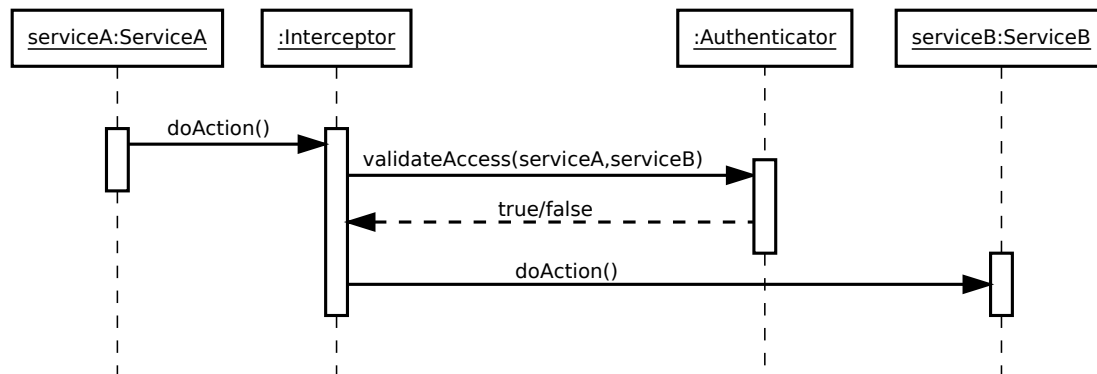 serviceA:ServiceA
:Interceptor
:Authenticator
serviceB:ServiceB
doAction()
validateAccess(serviceA,serviceB)
true/false
doAction()